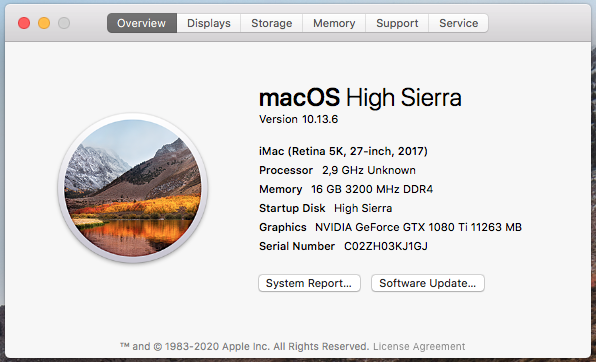 Overview Displays Storage Memory Support Service
macOS High Sierra
Version 10.13.6
iMac (Retina 5K, 27-inch, 2017)
Processor 2,9 GHz Unknown
Memory 16 GB 3200 MHz DDR4
Startup Disk High Sierra
Graphics NVIDIA GeForce GTX 1080 Ti 11263 MB
Serial Number C02ZH03KJ1GJ
System Report... Software Update...
™ and © 1983-2020 Apple Inc. All Rights Reserved. License Agreement